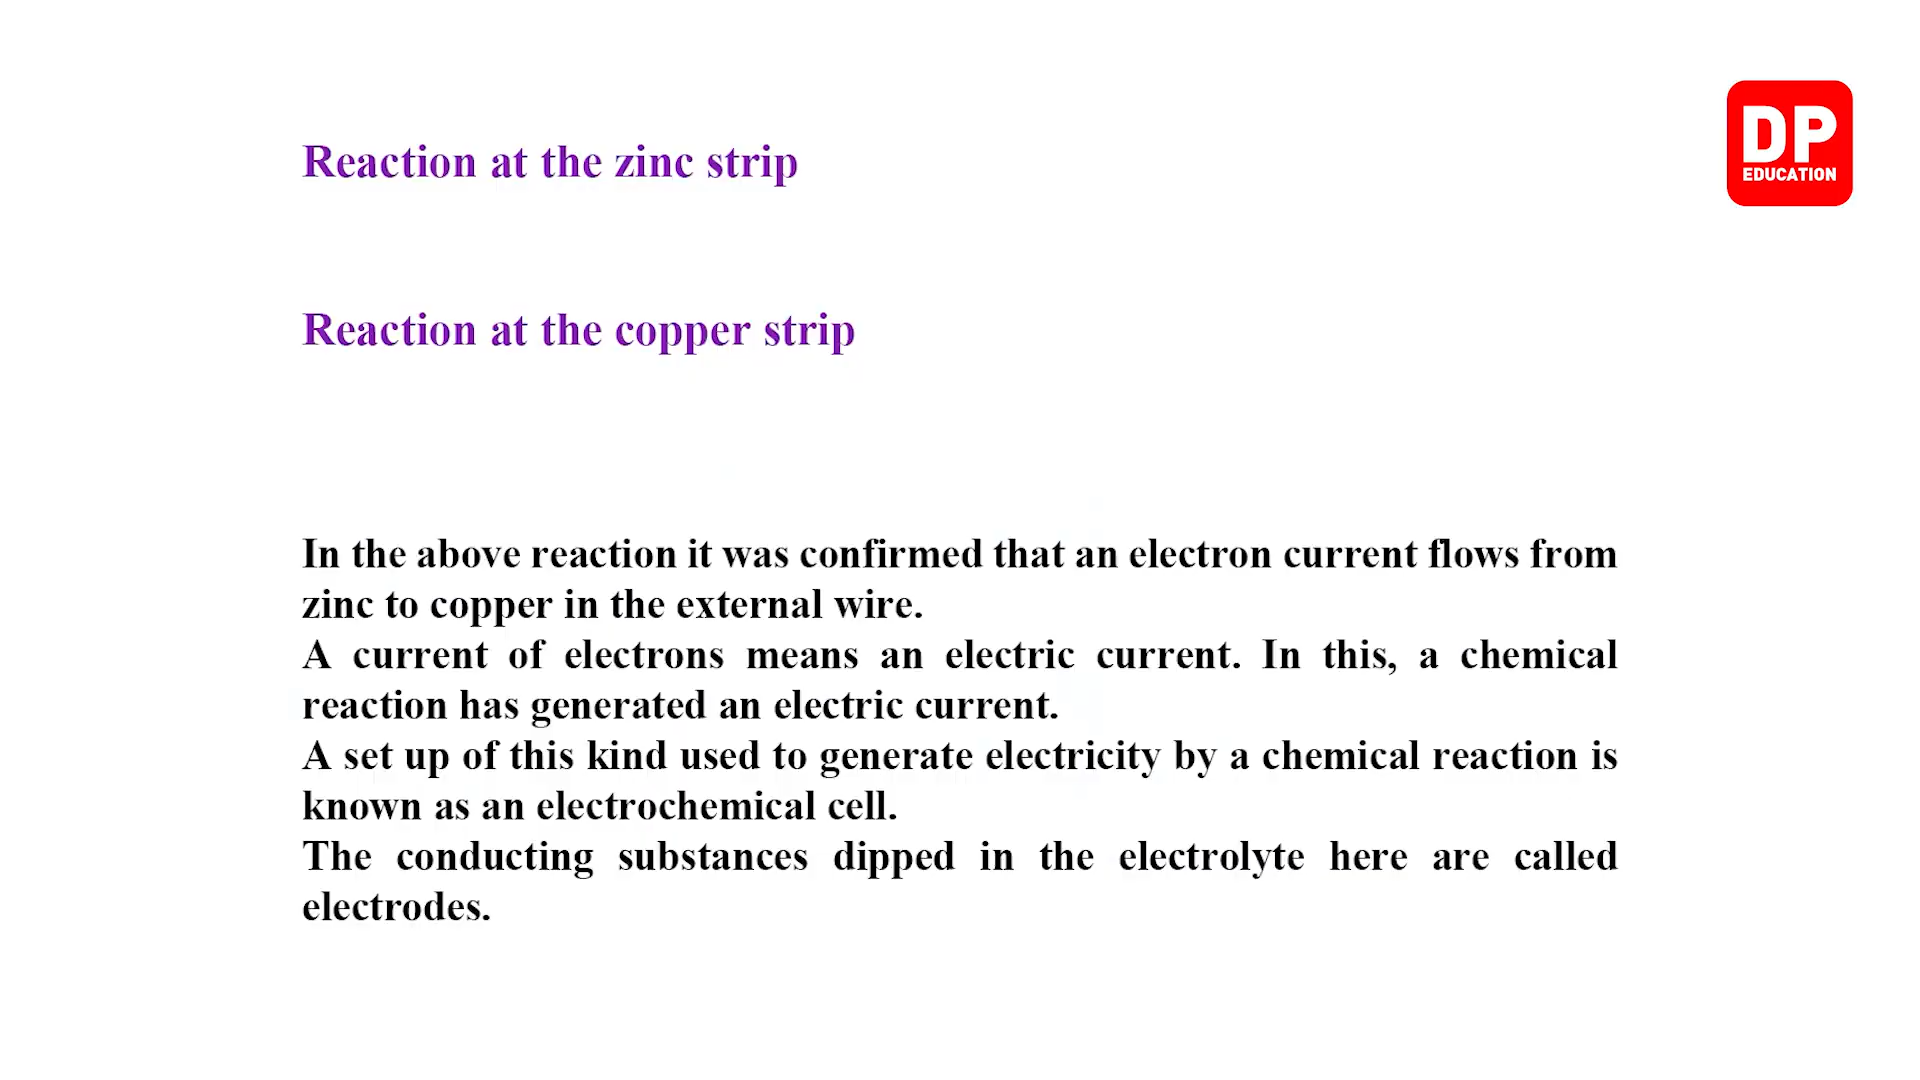 DP
EDUCATION
Reaction at the zinc strip
Reaction at the copper strip
In the above reaction it was confirmed that an electron current flows from
zinc to copper in the external wire.
A current of electrons means an electric current. In this, a chemical
reaction has generated an electric current.
A set up of this kind used to generate electricity by a chemical reaction is
known as an electrochemical cell.
The conducting substances dipped in the electrolyte here are called
electrodes.